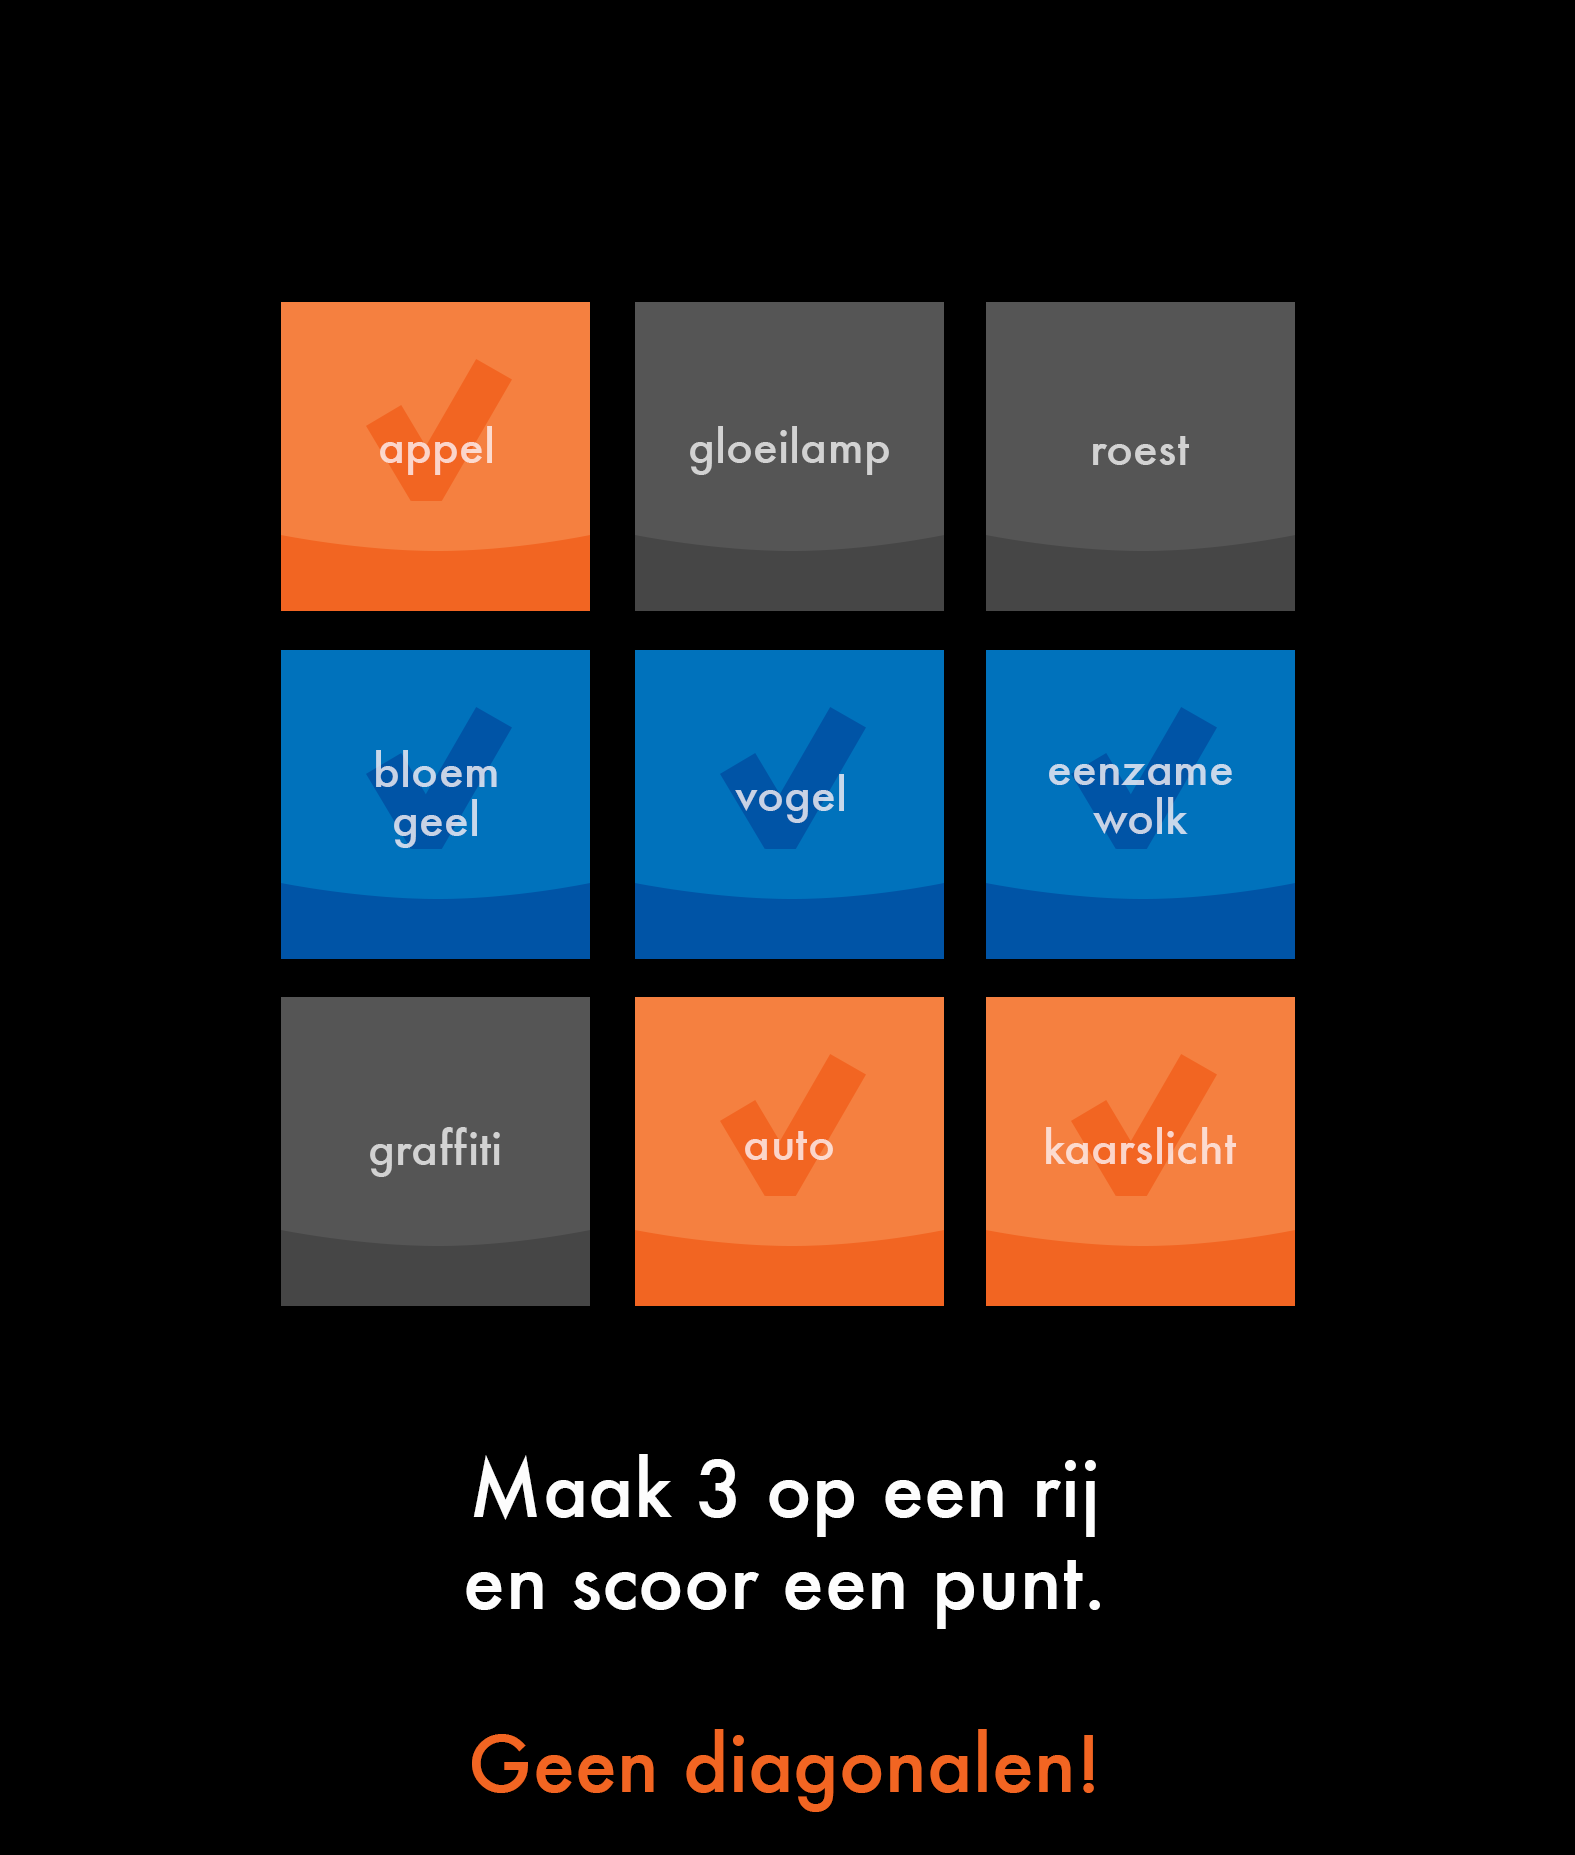 appel
gloeilamp
roest
bloem
geel
vogel
eenzame
wolk
graffiti
auto
kaarslicht
Maak 3 op een rij
en scoor een punt.
Geen diagonalen!